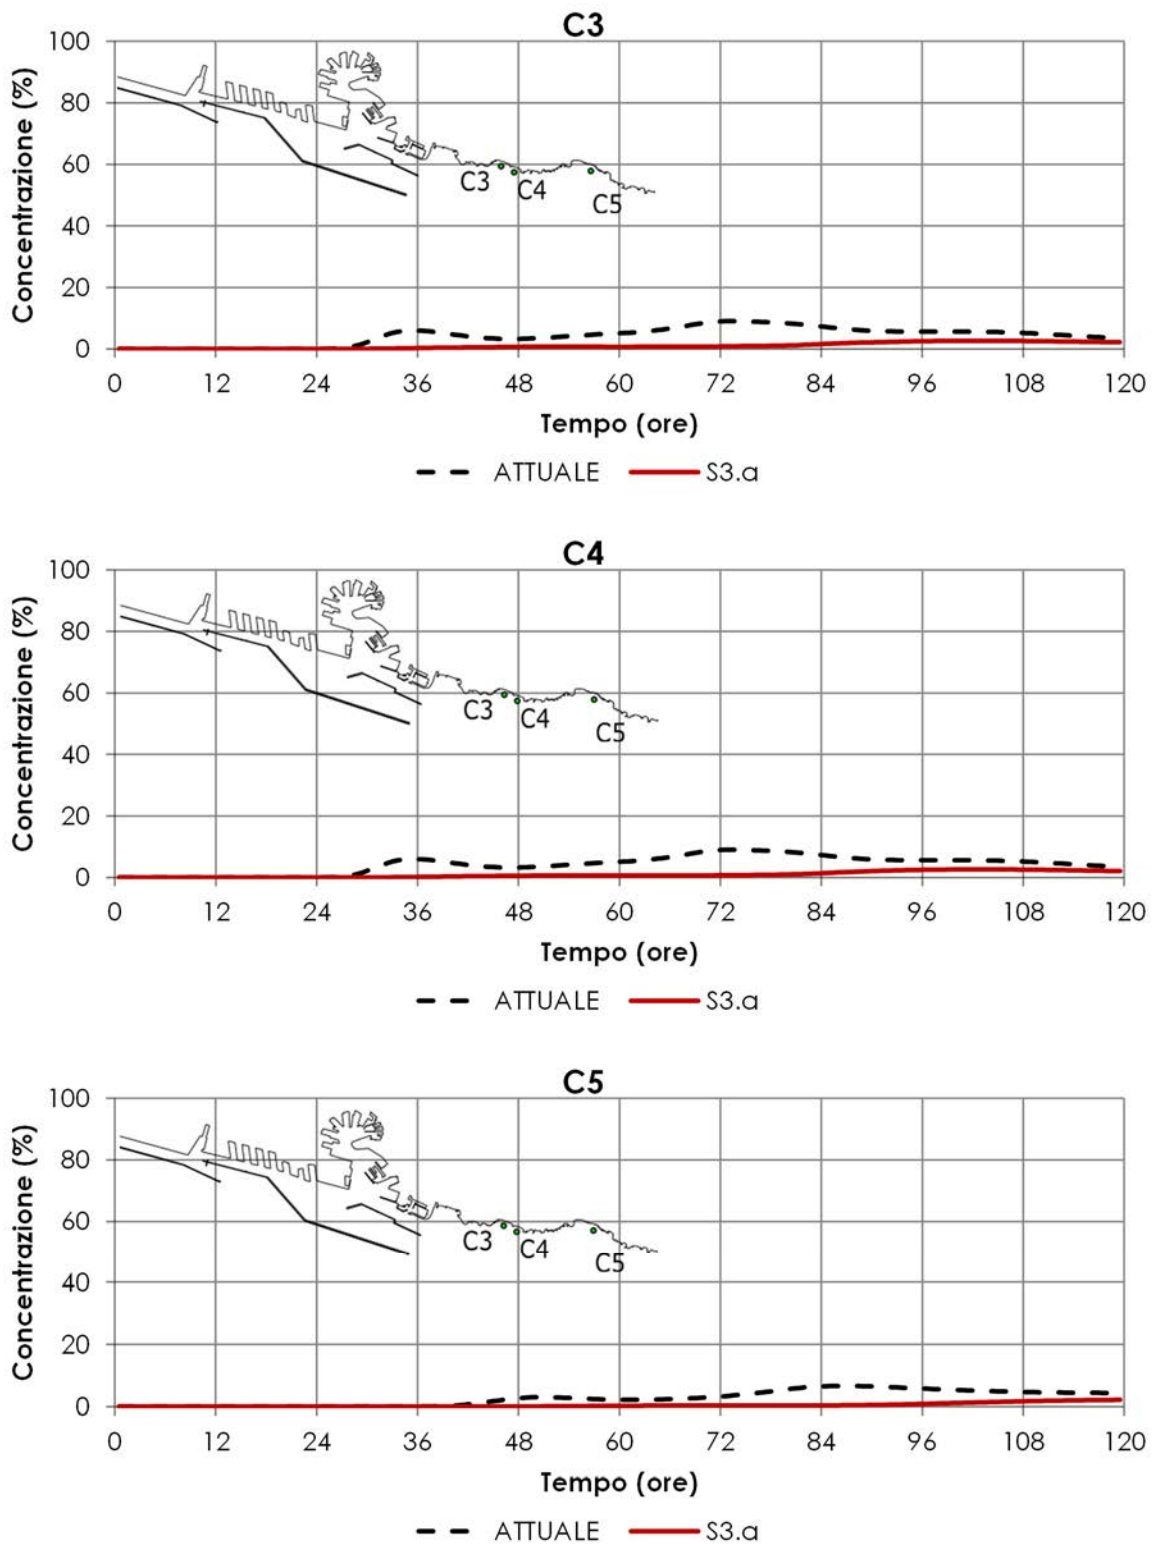 C3
Concentrazione (%)
100
80
60
40
20
0
C3
C4
C5
0 12 24 36 48 60 72 84 96 108 120
Tempo (ore)
ATTUALE S3.a
C4
Concentrazione (%)
100
80
60
40
20
0
C3
C4
C5
0 12 24 36 48 60 72 84 96 108 120
Tempo (ore)
ATTUALE S3.a
C5
Concentrazione (%)
100
80
60
40
20
0
C3
C4
C5
0 12 24 36 48 60 72 84 96 108 120
Tempo (ore)
ATTUALE S3.a